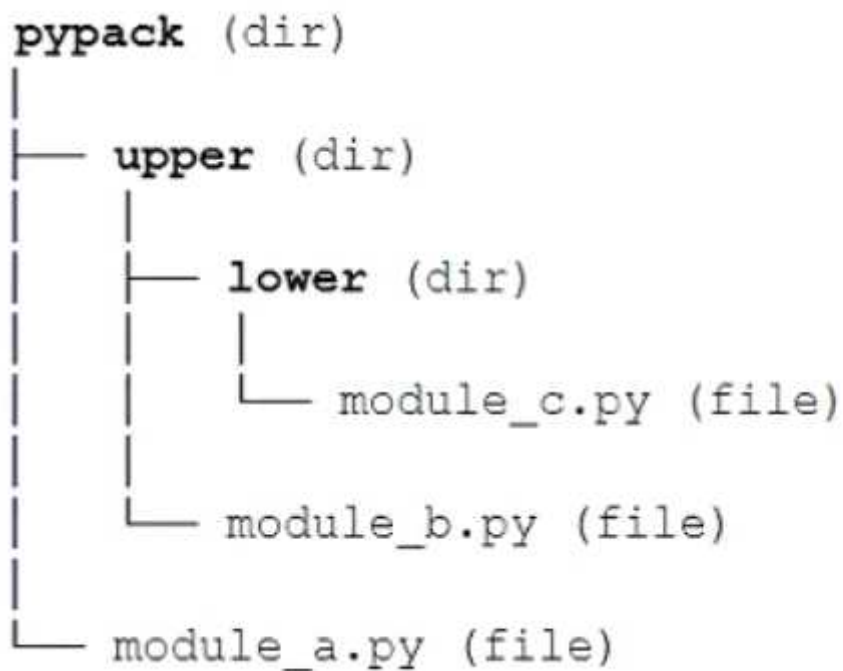 pypack (dir)
upper (dir)
lower (dir)
module_c.py (file)
module_b.py (file)
module_a.py (file)